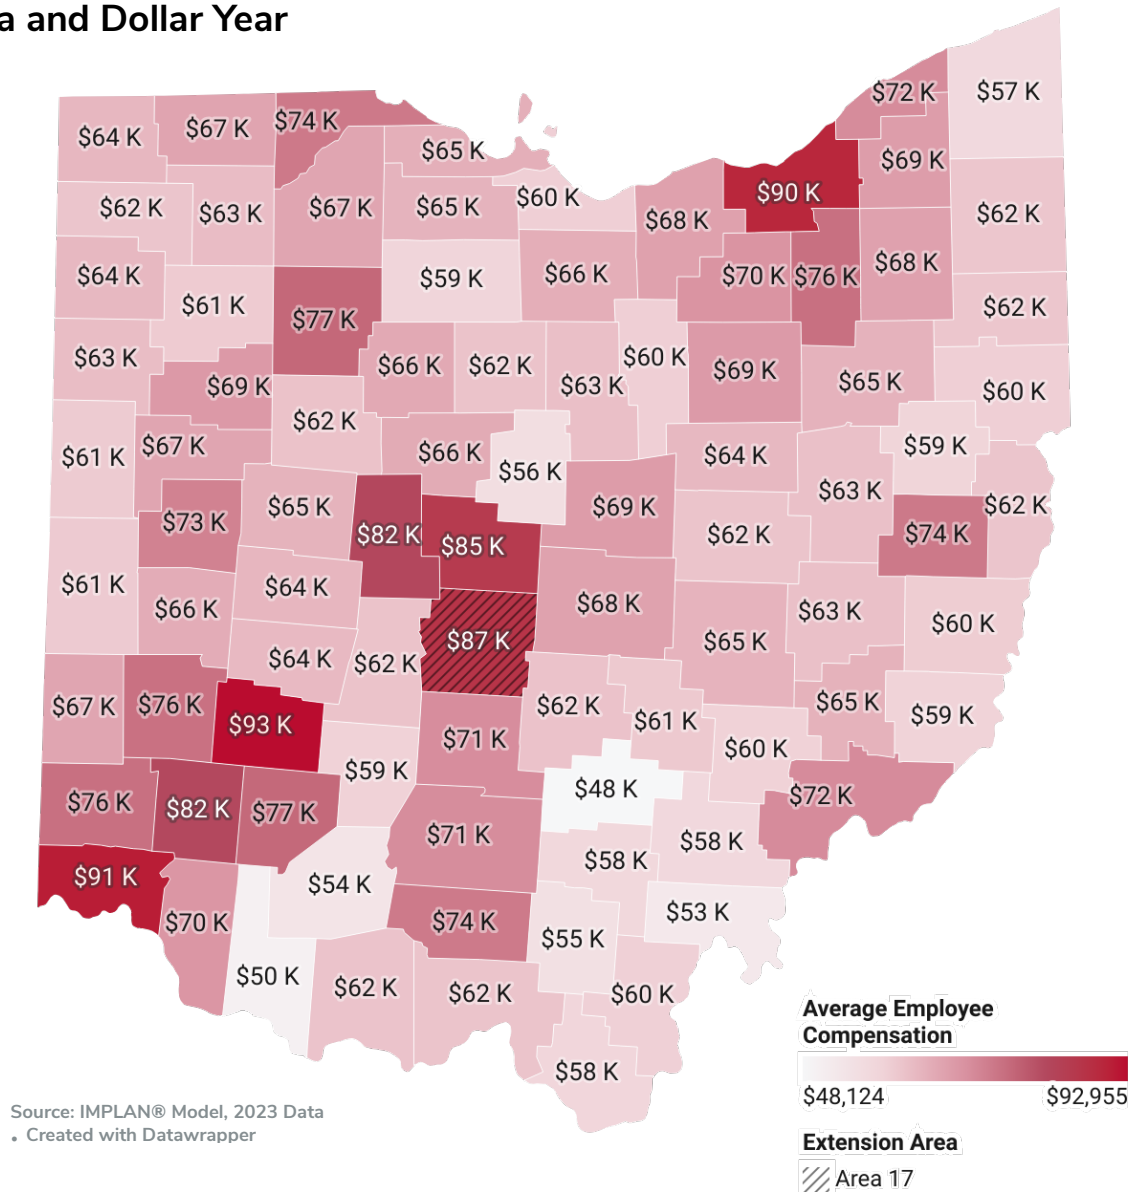 a and Dollar Year
$72 K
$57 K
$74 K
$67 K
$64 K
$65 K
$69 K
$90 K
$60 K
$62 K
$63 K
$67 K
$65 K
$68 K
$62 K
$68 K
$64 K
$59 K
$66 K
$70 K
$76 K
$61 K
$62 K
$77 K
$63 K
$66 K
$62 K
$60 K
$69 K
$69 K
$63 K
$65 K
$60 K
$62 K
$67 K
$59 K
$61 K
$66 K
$64 K
$56 K
$63 K
$65 K
$69 K
$62 K
$73 K
$82 K
$62 K
$74 K
$85 K
$61 K
$64 K
$68 K
$66 K
$63 K
$60 K
$87 K
$65 K
$64 K
$62 K
$67 K
$76 K
$62 K
$65 K
$93 K
$61 K
$59 K
$71 K
$60 K
$59 K
$48 K
$72 K
$76 K
$82 K
$77 K
$71 K
$58 K
$58 K
$91 K
$54 K
$53 K
$70 K
$74 K
$55 K
$50 K
$62 K
$62 K
$60 K
$58 K
Average Employee
Compensation
$48,124 $92,955
Extension Area
Area 17
Source: IMPLAN® Model, 2023 Data
• Created with Datawrapper